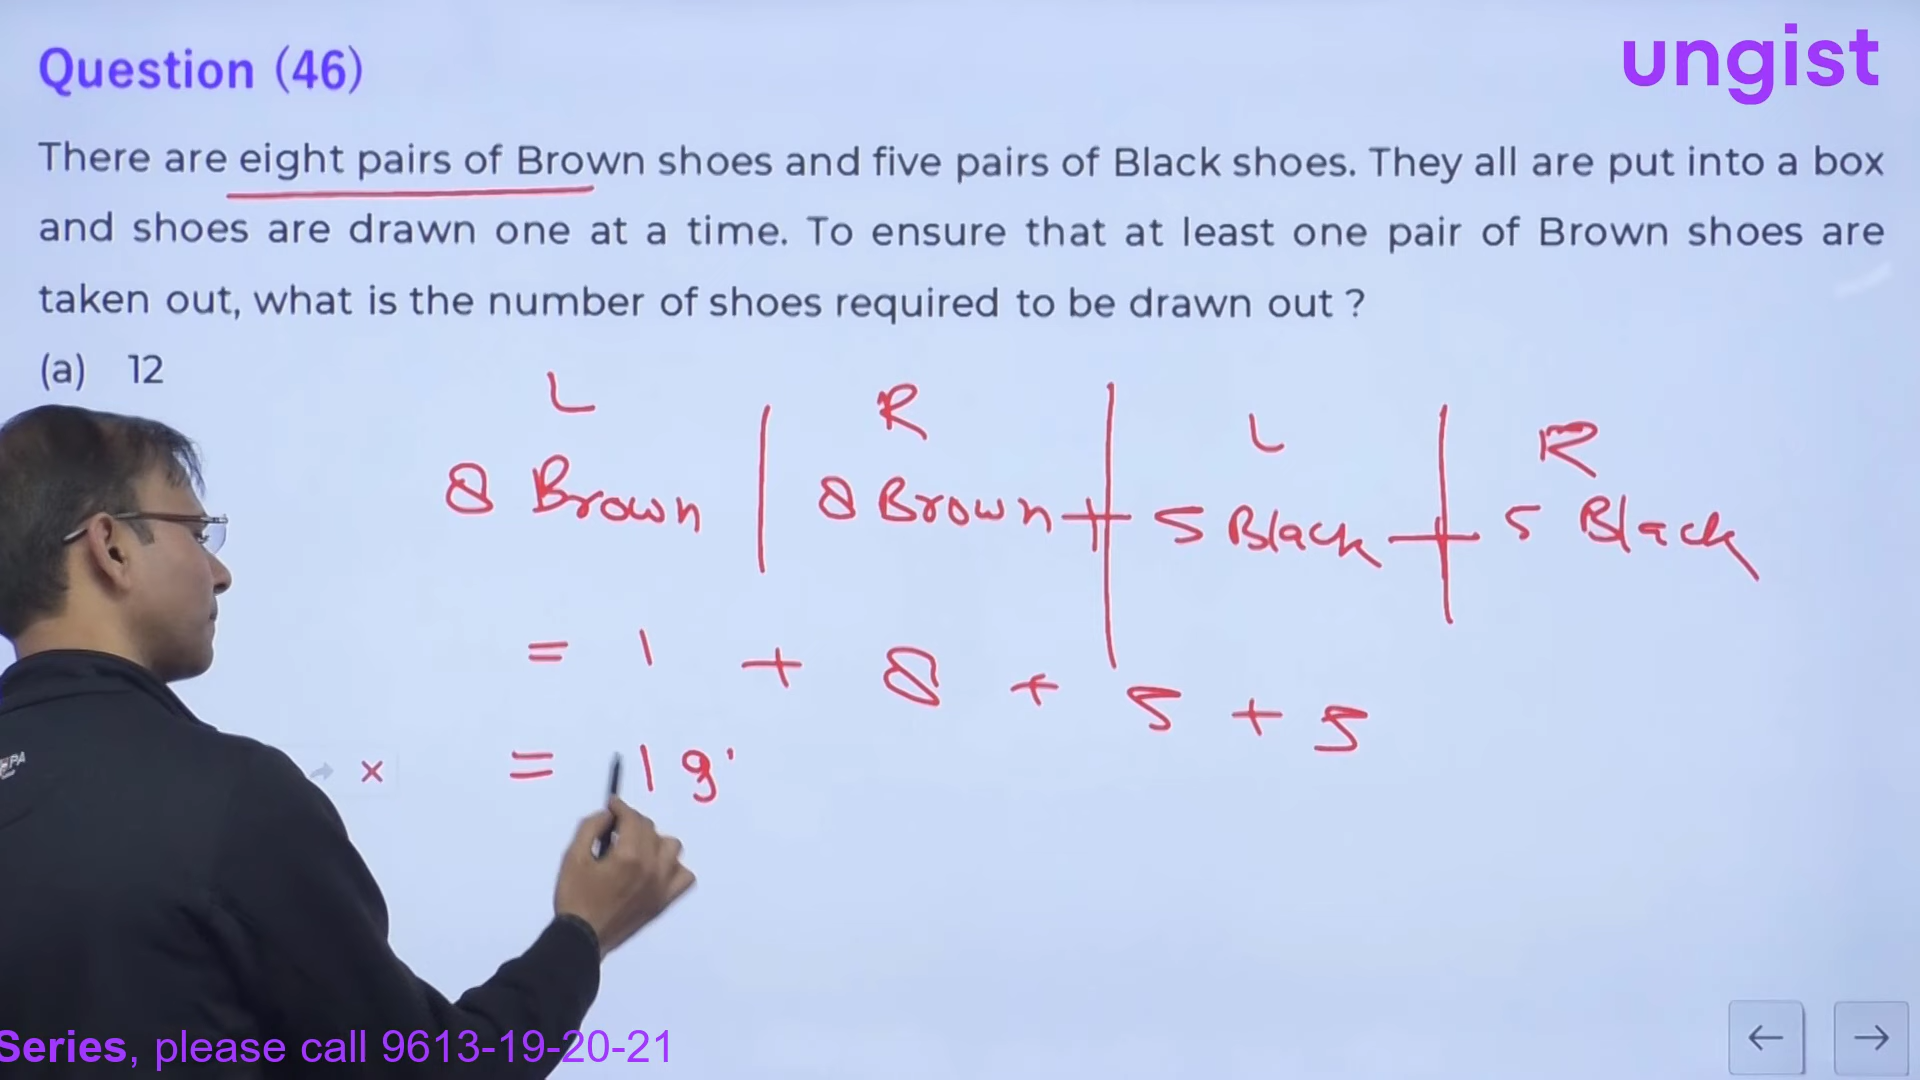 Question (46)
ungist
There are eight pairs of Brown shoes and five pairs of Black shoes. They all are put into a box
and shoes are drawn one at a time. To ensure that at least one pair of Brown shoes are
taken out, what is the number of shoes required to be drawn out ?
(a) 12
L R L R
8 Brown 8 Brown + 5 Black + 5 Black
= 1 + 8 + 5 + 5
= 19
EPA
Series, please call 9613-19-20-21